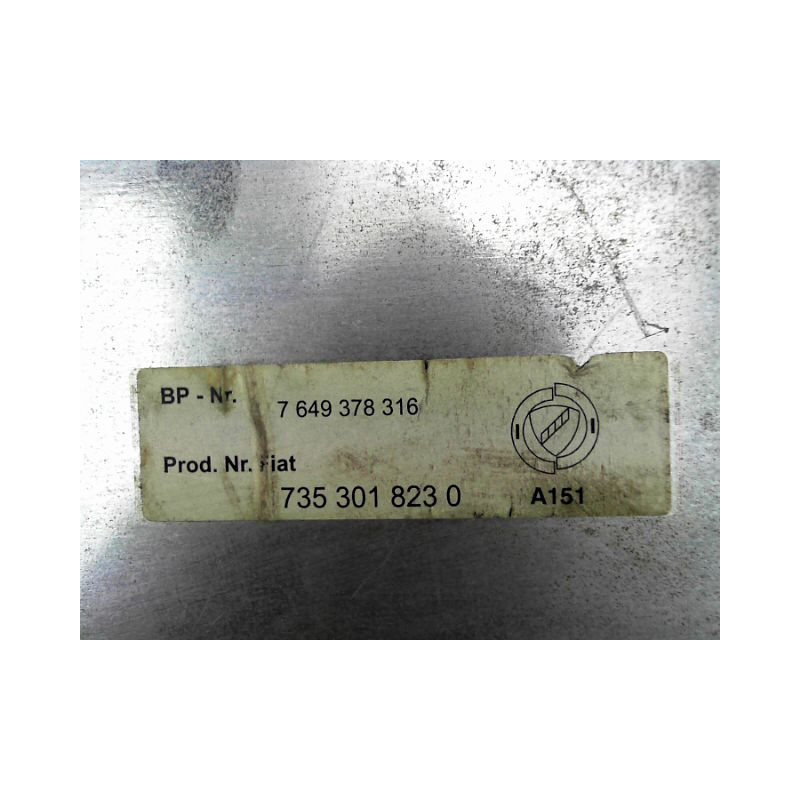 BP - Nr. 7 649 378 316
Prod. Nr. Fiat
735 301 823 0 A151